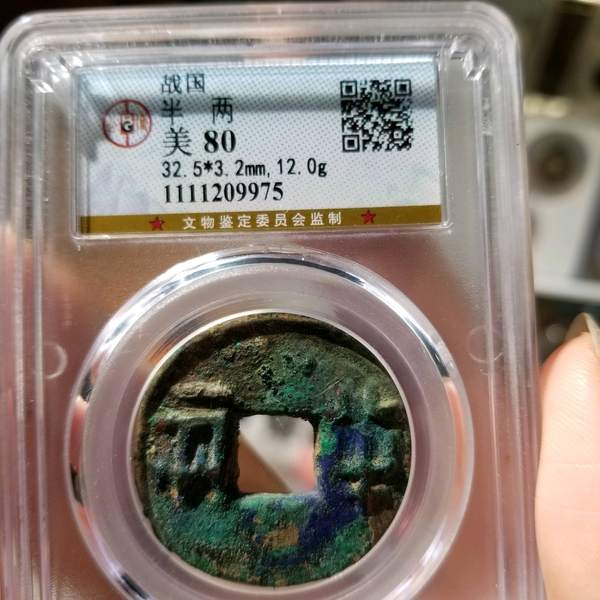 战国
半 两
美 80
32.5*3.2mm, 12.0g
1111209975
★ 文物鉴定委员会监制 ★
G
半 两